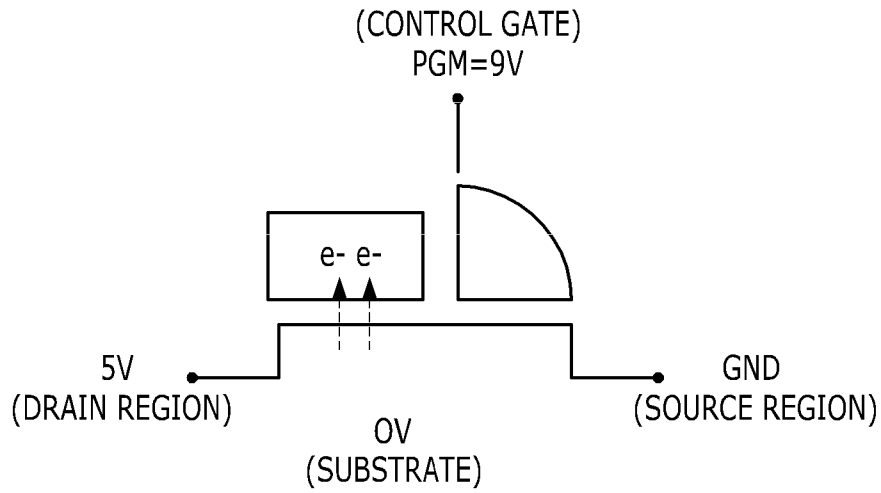 (CONTROL GATE)
PGM=9V
e- e-
5V
(DRAIN REGION)
GND
(SOURCE REGION)
0V
(SUBSTRATE)